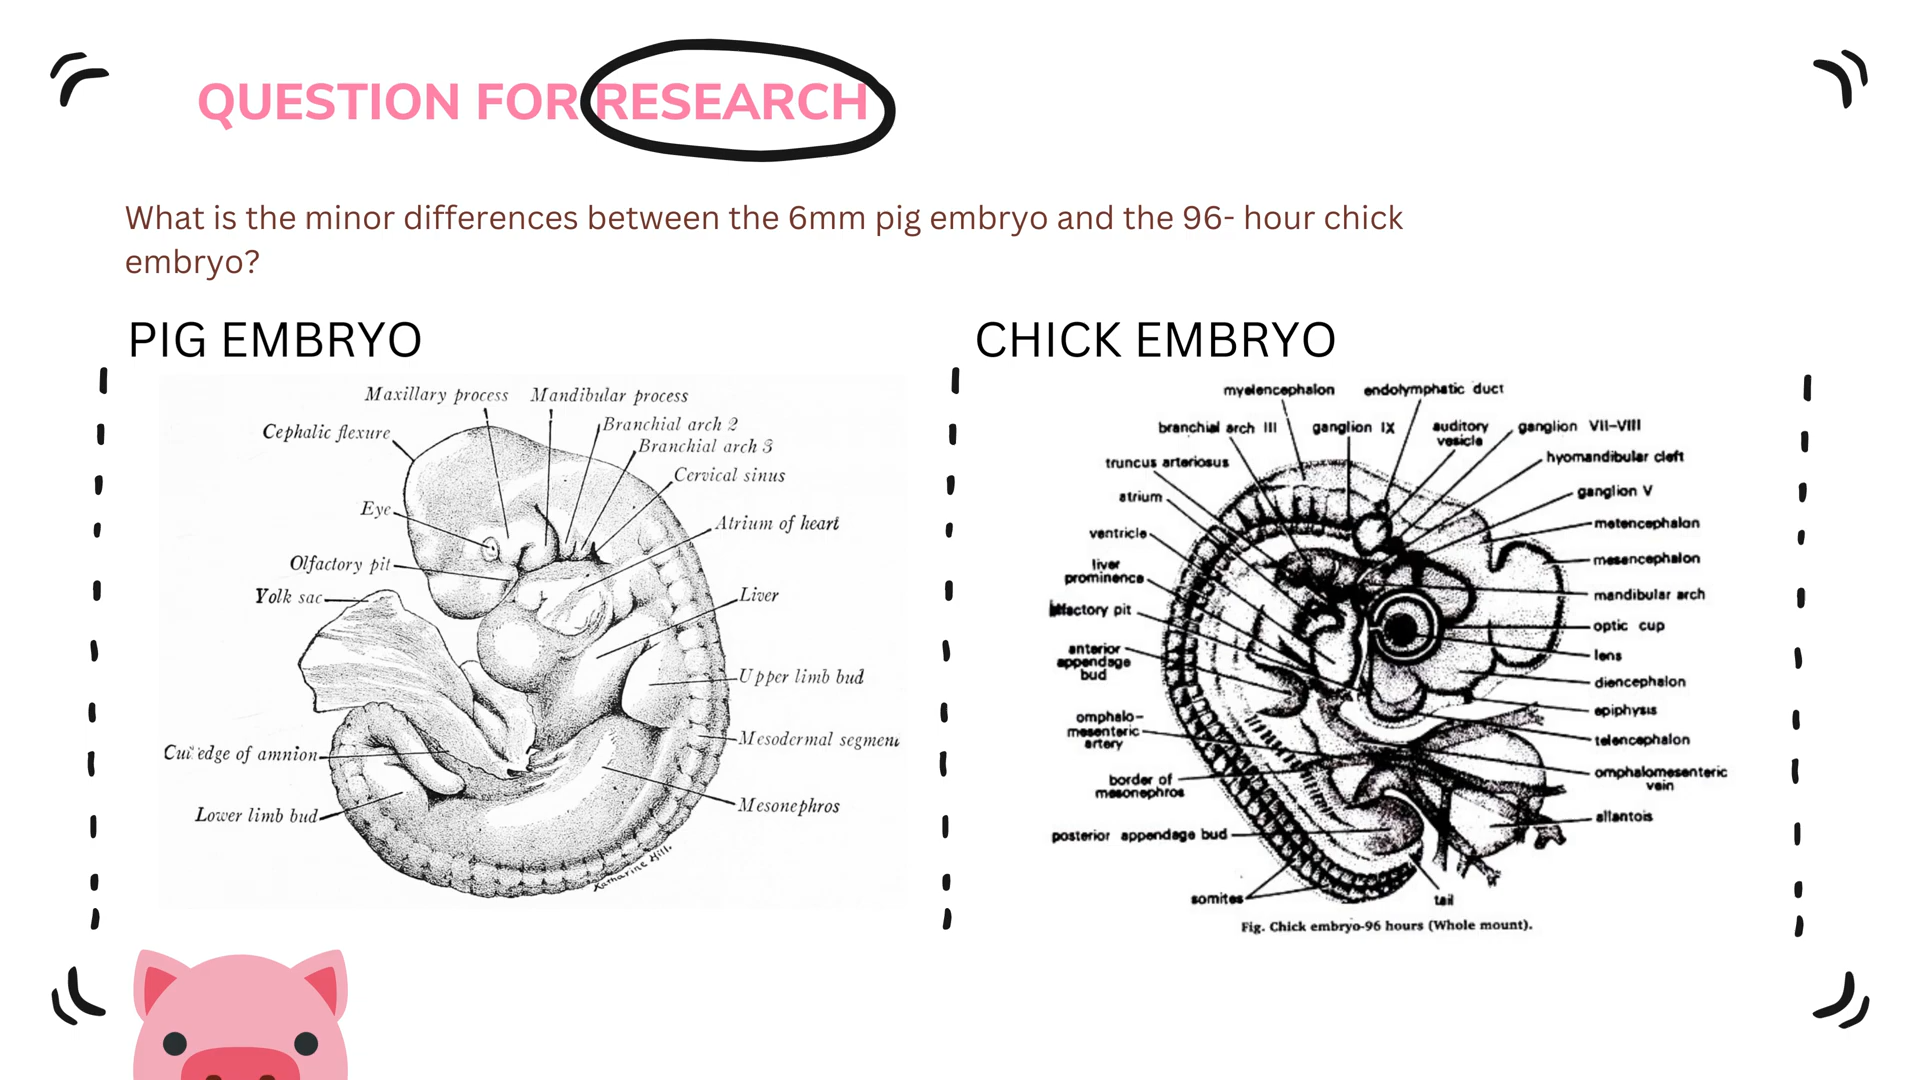 QUESTION FOR RESEARCH
What is the minor differences between the 6mm pig embryo and the 96- hour chick
embryo?
PIG EMBRYO
Maxillary process
Mandibular process
Branchial arch 2
Cephalic flexure
Branchial arch 3
Cervical sinus
Eye
Atrium of heart
Olfactory pit
Yolk sac
Liver
Upper limb bud
Mesodermal segment
Cut edge of amnion
Mesonephros
Lower limb bud
Katharine Hill.
CHICK EMBRYO
myelencephalon
endolymphatic duct
branchial arch III
ganglion IX
auditory
vesicle
ganglion VII-VIII
truncus arteriosus
hyomandibular cleft
atrium
ganglion V
ventricle
metencephalon
liver
prominence
mesencephalon
olfactory pit
mandibular arch
anterior
appendage
bud
optic cup
lens
diencephalon
omphalo-
mesenteric
artery
epiphysis
telencephalon
border of
mesonephros
omphalomesenteric
vein
posterior appendage bud
allantois
somites
tail
Fig. Chick embryo-96 hours (Whole mount).